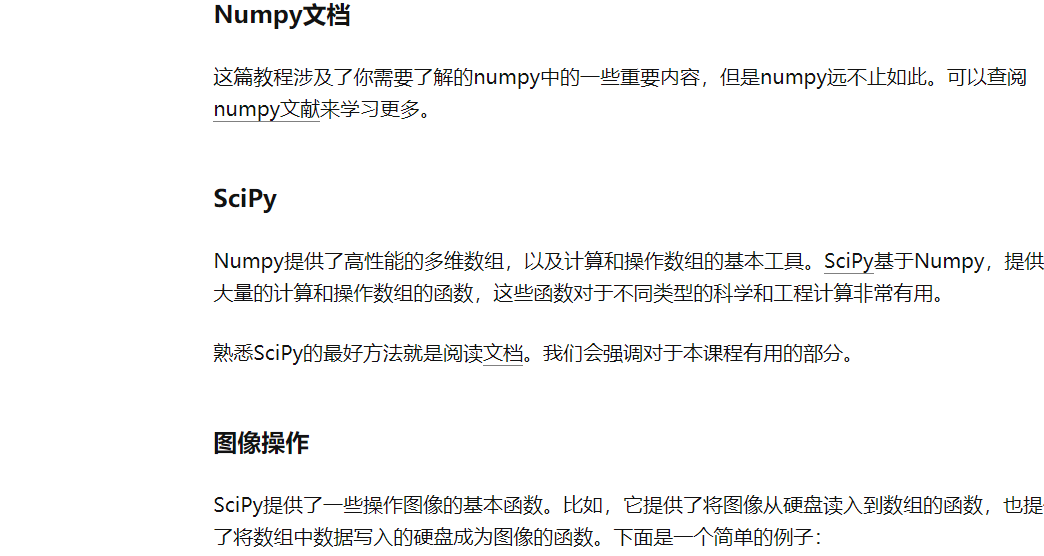 Numpy文档
这篇教程涉及了你需要了解的numpy中的一些重要内容，但是numpy远不止如此。可以查阅
numpy文献来学习更多。
SciPy
Numpy提供了高性能的多维数组，以及计算和操作数组的基本工具。SciPy基于Numpy，提供
大量的计算和操作数组的函数，这些函数对于不同类型的科学和工程计算非常有用。
熟悉SciPy的最好方法就是阅读文档。我们会强调对于本课程有用的部分。
图像操作
SciPy提供了一些操作图像的基本函数。比如，它提供了将图像从硬盘读入到数组的函数，也提
了将数组中数据写入的硬盘成为图像的函数。下面是一个简单的例子：